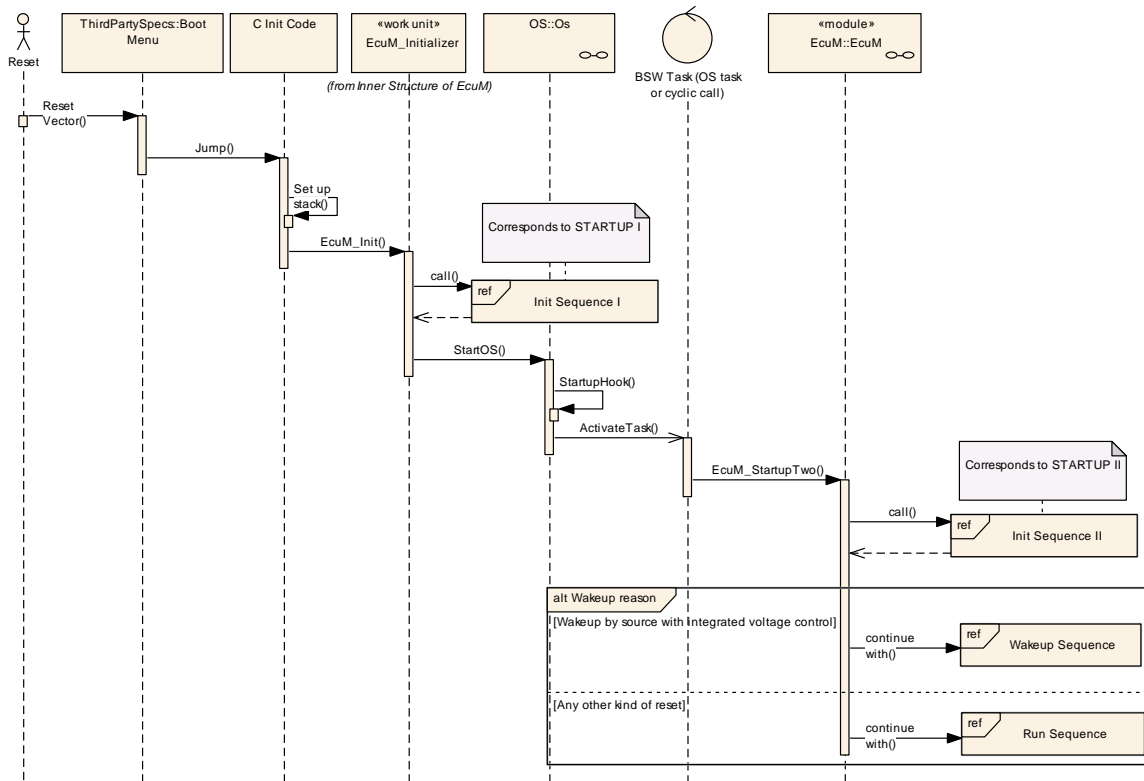 ThirdPartySpecs::Boot
Menu
C Init Code
«work unit»
EcuM_Initializer
OS::Os
«module»
EcuM::EcuM
Reset
(from Inner Structure of EcuM)
BSW Task (OS task
or cyclic call)
Reset
Vector()
Jump()
Set up
stack()
EcuM_Init()
Corresponds to STARTUP I
call()
ref
Init Sequence I
StartOS()
StartupHook()
ActivateTask()
EcuM_StartupTwo()
Corresponds to STARTUP II
call()
ref
Init Sequence II
alt Wakeup reason
[Wakeup by source with integrated voltage control]
continue
with()
ref
Wakeup Sequence
[Any other kind of reset]
continue
with()
ref
Run Sequence